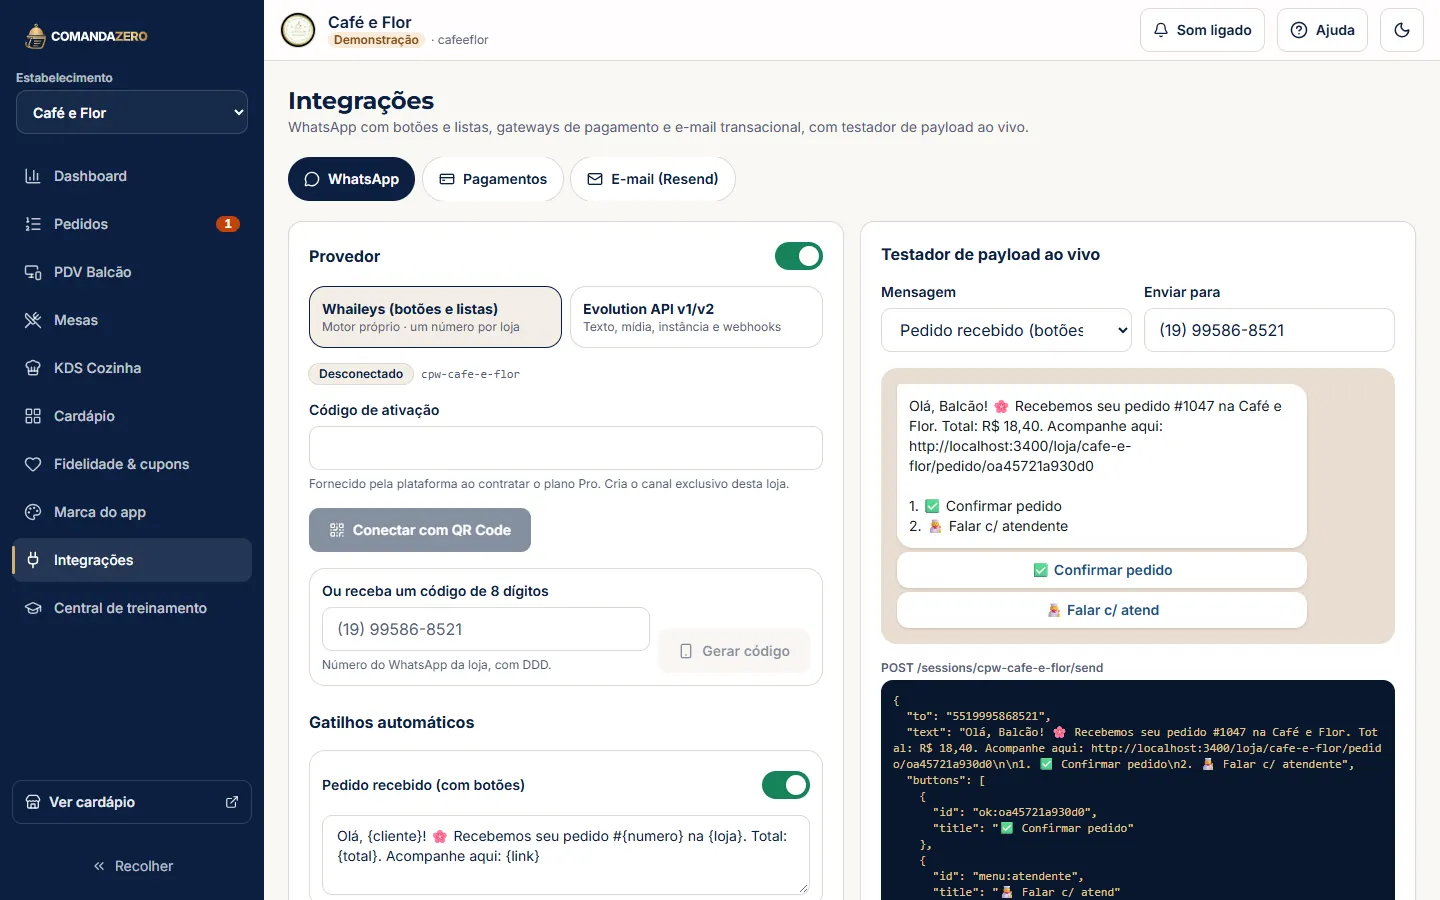 COMANDAZERO
Estabelecimento
Café e Flor
Dashboard
Pedidos
1
PDV Balcão
Mesas
KDS Cozinha
Cardápio
Fidelidade & cupons
Marca do app
Integrações
Central de treinamento
Ver cardápio
Recolher
Café e Flor
Demonstração · cafeeflor
Som ligado
Ajuda
Integrações
WhatsApp com botões e listas, gateways de pagamento e e-mail transacional, com testador de payload ao vivo.
WhatsApp
Pagamentos
E-mail (Resend)
Provedor
Whaileys (botões e listas)
Motor próprio · um número por loja
Evolution API v1/v2
Texto, mídia, instância e webhooks
Desconectado cpw-cafe-e-flor
Código de ativação
Fornecido pela plataforma ao contratar o plano Pro. Cria o canal exclusivo desta loja.
Conectar com QR Code
Ou receba um código de 8 dígitos
(19) 99586-8521
Gerar código
Número do WhatsApp da loja, com DDD.
Gatilhos automáticos
Pedido recebido (com botões)
Olá, {cliente}! 🌸 Recebemos seu pedido #{numero} na {loja}. Total:
{total}. Acompanhe aqui: {link}
Testador de payload ao vivo
Mensagem
Enviar para
Pedido recebido (botões
(19) 99586-8521
Olá, Balcão! 🌸 Recebemos seu pedido #1047 na Café e
Flor. Total: R$ 18,40. Acompanhe aqui:
http://localhost:3400/loja/cafe-e-
flor/pedido/oa45721a930d0
1. ✅ Confirmar pedido
2. 👩‍🍳 Falar c/ atendente
✅ Confirmar pedido
👩‍🍳 Falar c/ atend
POST /sessions/cpw-cafe-e-flor/send
{
"to": "5519995868521",
"text": "Olá, Balcão! 🌸 Recebemos seu pedido #1047 na Café e Flor. Tot
al: R$ 18,40. Acompanhe aqui: http://localhost:3400/loja/cafe-e-flor/pedid
o/oa45721a930d0\n\n1. ✅ Confirmar pedido\n2. 👩‍🍳 Falar c/ atendente",
"buttons": [
{
"id": "ok:oa45721a930d0",
"title": "✅ Confirmar pedido"
},
{
"id": "menu:atendente",
"title": "👩‍🍳 Falar c/ atend"